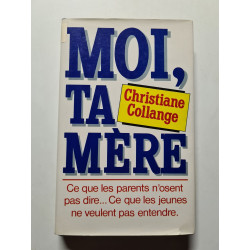 MOI,
TA
Christiane
Collange
MÈRE
Ce que les parents n'osent
pas dire... Ce que les jeunes
ne veulent pas entendre.